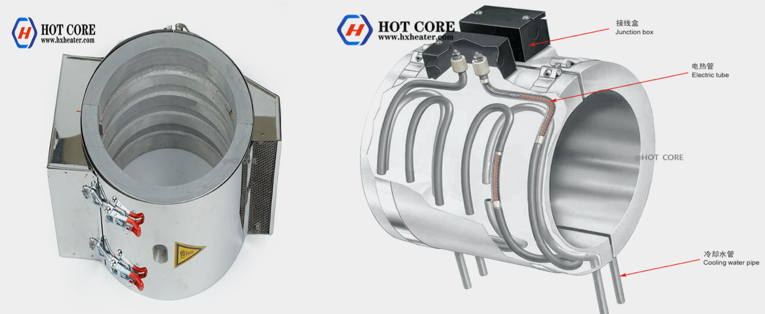 HOT CORE
www.hxheater.com
HOT CORE
www.hxheater.com
接线盒
Junction box
电热管
Electric tube
@HOT CORE
冷却水管
Cooling water pipe